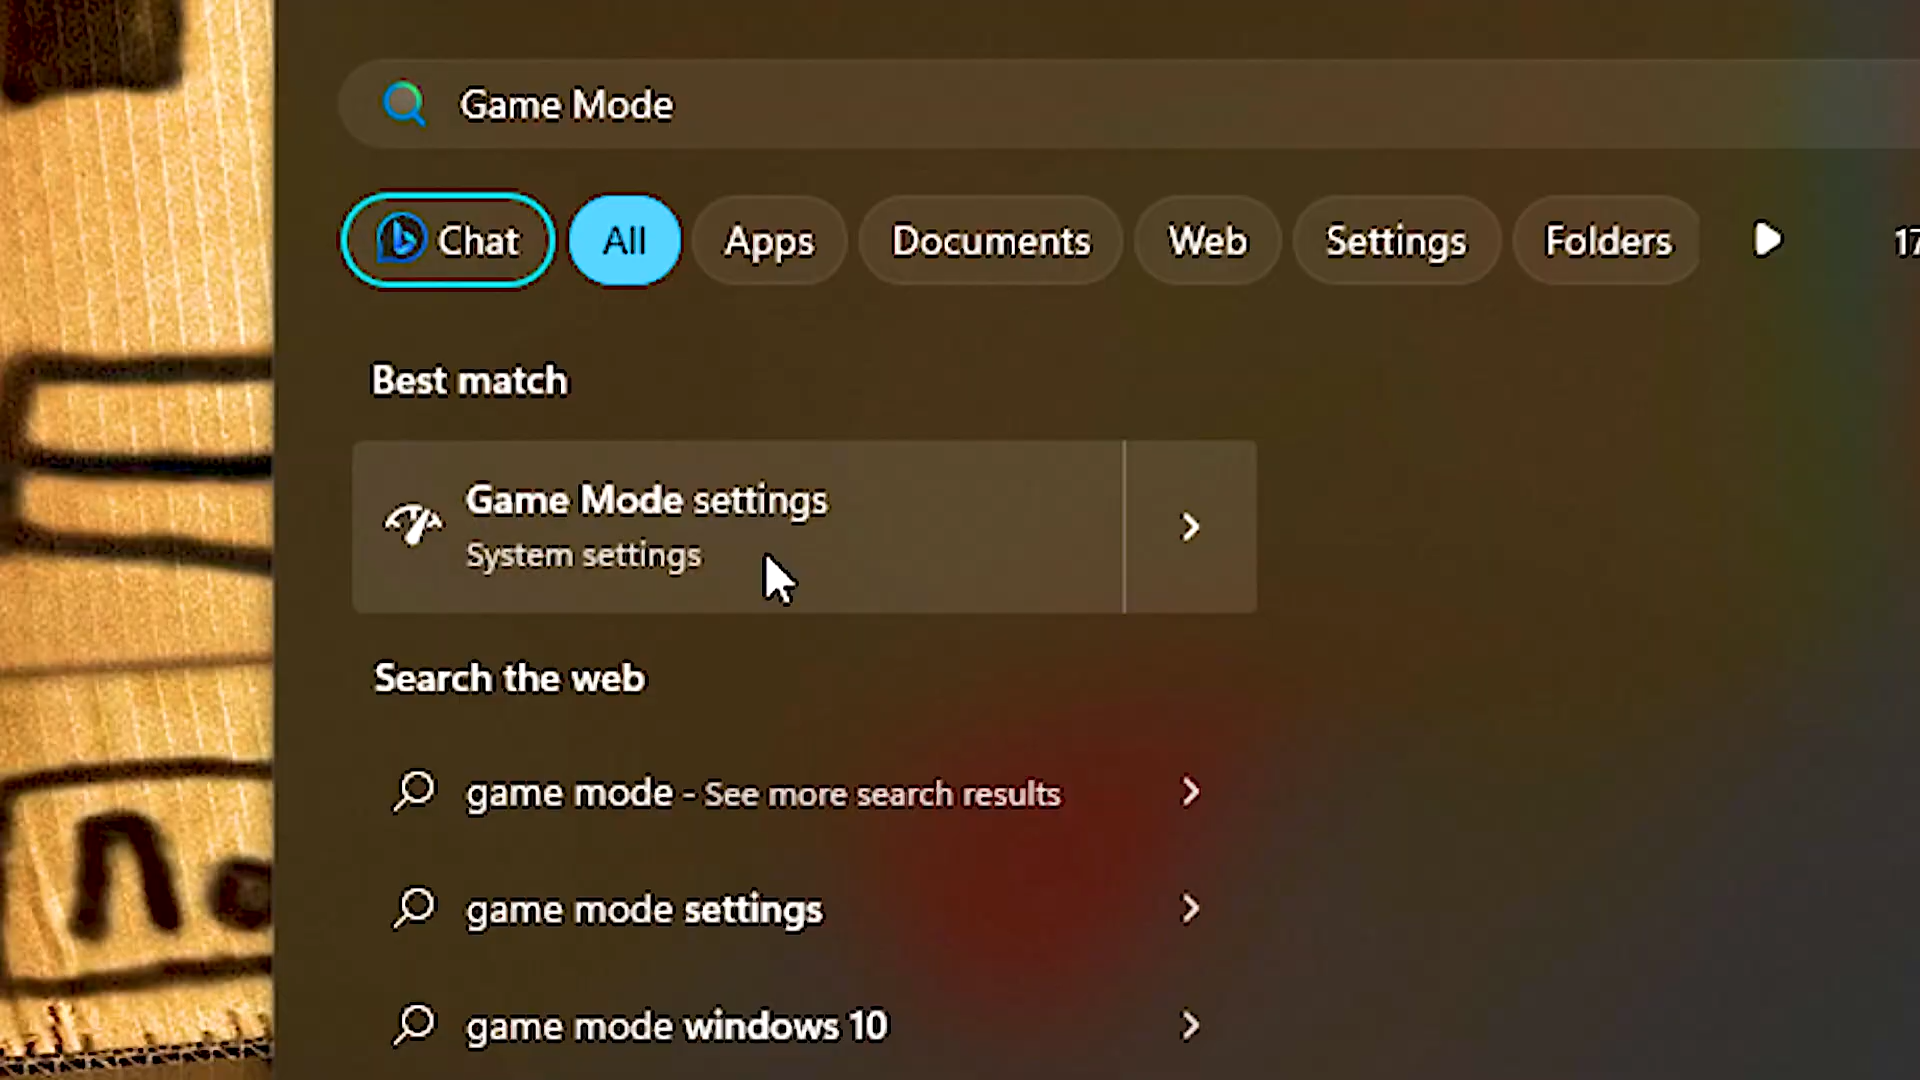 Game Mode
Chat All Apps Documents Web Settings Folders 17
Best match
Game Mode settings
System settings
Search the web
game mode - See more search results
game mode settings
game mode windows 10